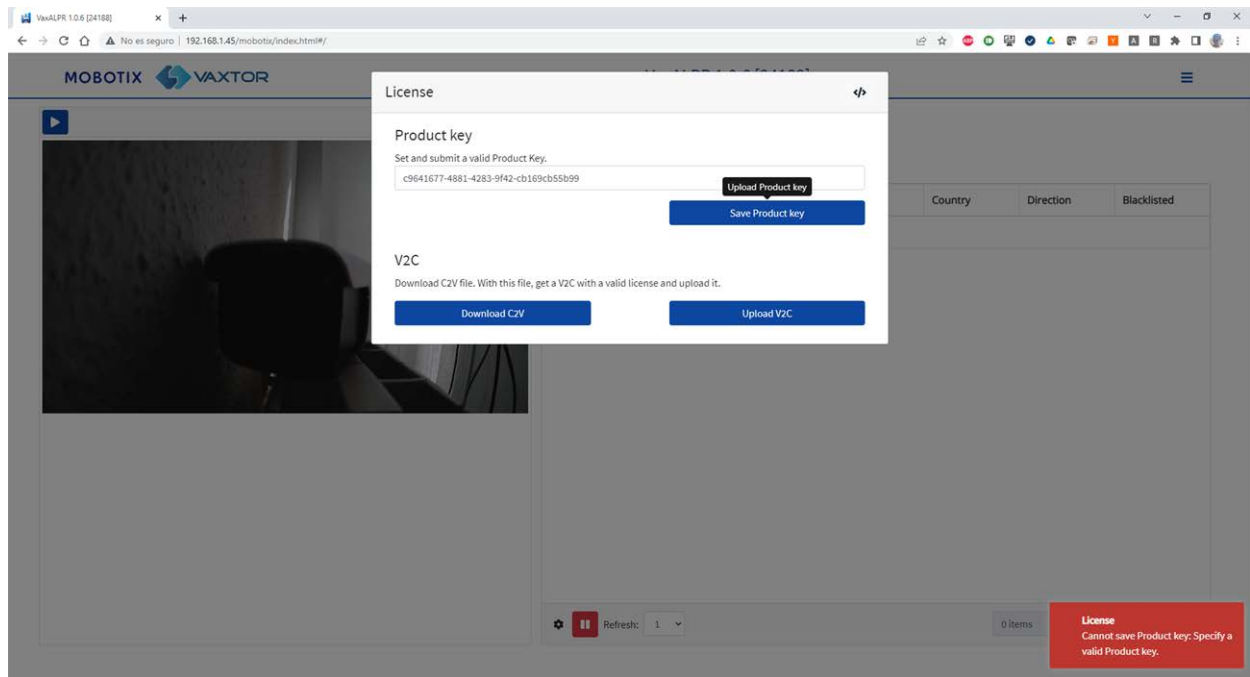 VaxALPR 1.0.6 [24188]
No es seguro | 192.168.1.45/mobotix/index.html#/
MOBOTIX VAXTOR
License
</>
Product key
Set and submit a valid Product Key.
c9641677-4881-4283-9f42-cb169cb55b99
Upload Product key
Save Product key
Country Direction Blacklisted
V2C
Download C2V file. With this file, get a V2C with a valid license and upload it.
Download C2V Upload V2C
Refresh: 1
0 items
License
Cannot save Product key: Specify a
valid Product key.